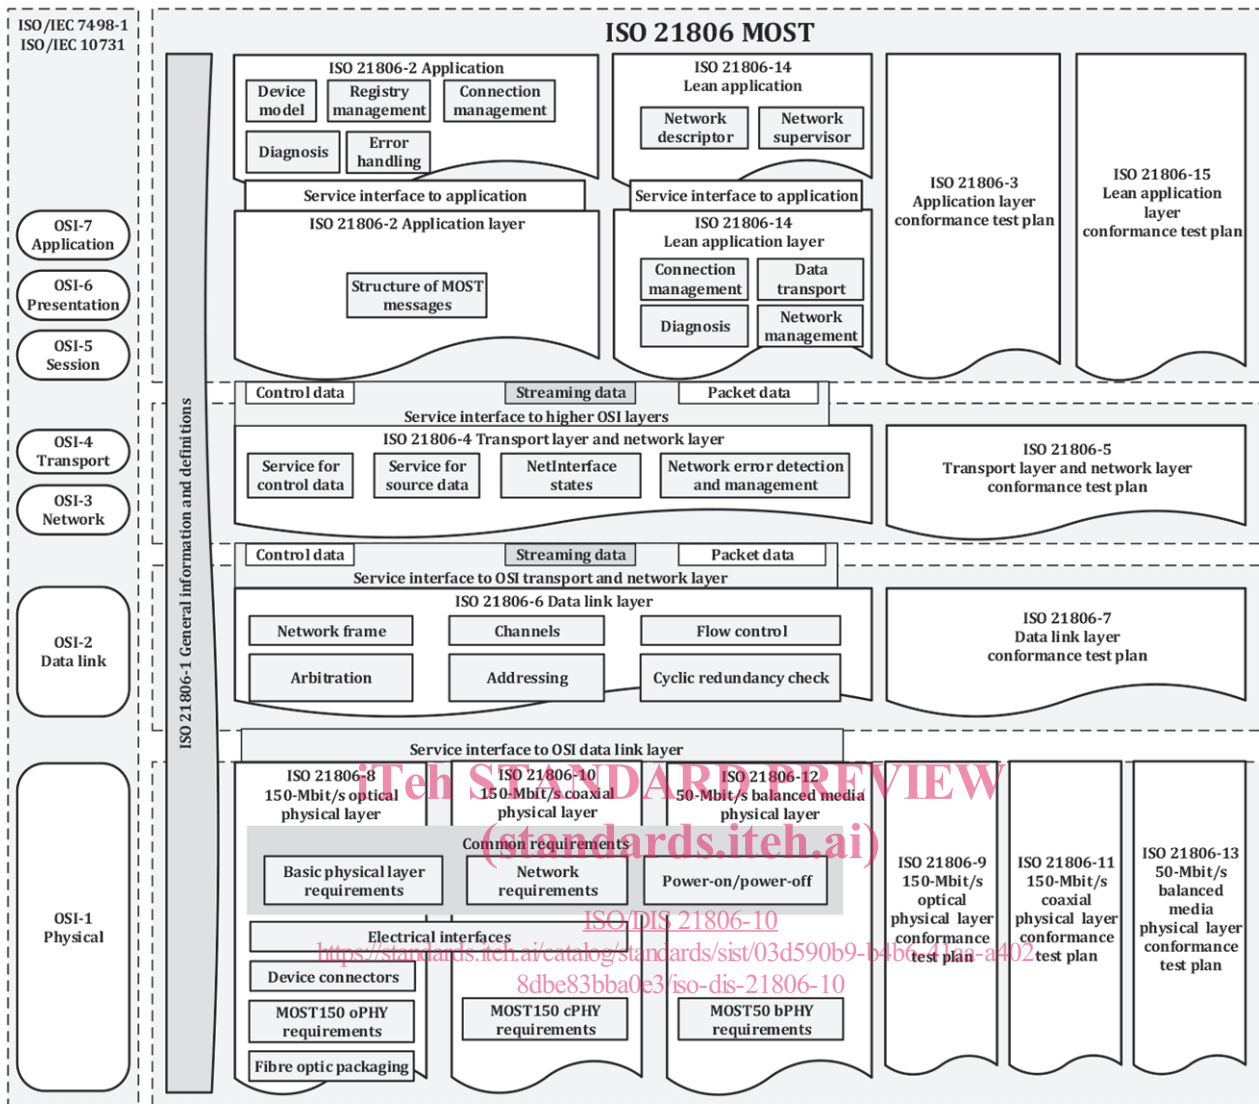 ISO/IEC 7498-1
ISO/IEC 10731
ISO 21806 MOST
OSI-7
Application
OSI-6
Presentation
OSI-5
Session
OSI-4
Transport
OSI-3
Network
OSI-2
Data link
OSI-1
Physical
ISO 21806-1 General information and definitions
ISO 21806-2 Application
Device
model
Registry
management
Connection
management
Diagnosis
Error
handling
Service interface to application
ISO 21806-2 Application layer
Structure of MOST
messages
ISO 21806-14
Lean application
Network
descriptor
Network
supervisor
Service interface to application
ISO 21806-14
Lean application layer
Connection
management
Data
transport
Diagnosis
Network
management
ISO 21806-3
Application layer
conformance test plan
ISO 21806-15
Lean application
layer
conformance test plan
Control data
Streaming data
Packet data
Service interface to higher OSI layers
ISO 21806-4 Transport layer and network layer
Service for
control data
Service for
source data
NetInterface
states
Network error detection
and management
ISO 21806-5
Transport layer and network layer
conformance test plan
Control data
Streaming data
Packet data
Service interface to OSI transport and network layer
ISO 21806-6 Data link layer
Network frame
Channels
Flow control
Arbitration
Addressing
Cyclic redundancy check
ISO 21806-7
Data link layer
conformance test plan
Service interface to OSI data link layer
ISO 21806-8
150-Mbit/s optical
physical layer
ISO 21806-10
150-Mbit/s coaxial
physical layer
ISO 21806-12
50-Mbit/s balanced media
physical layer
Common requirements
Basic physical layer
requirements
Network
requirements
Power-on/power-off
Electrical interfaces
Device connectors
MOST150 oPHY
requirements
MOST150 cPHY
requirements
MOST50 bPHY
requirements
Fibre optic packaging
ISO 21806-9
150-Mbit/s
optical
physical layer
conformance
test plan
ISO 21806-11
150-Mbit/s
coaxial
physical layer
conformance
test plan
ISO 21806-13
50-Mbit/s
balanced
media
physical layer
conformance
test plan
iTeh STANDARD PREVIEW
(standards.iteh.ai)
ISO/DIS 21806-10
https://standards.iteh.ai/catalog/standards/sist/03d590b9-b4b6-41aa-a402-
8dbe83bba0e3/iso-dis-21806-10